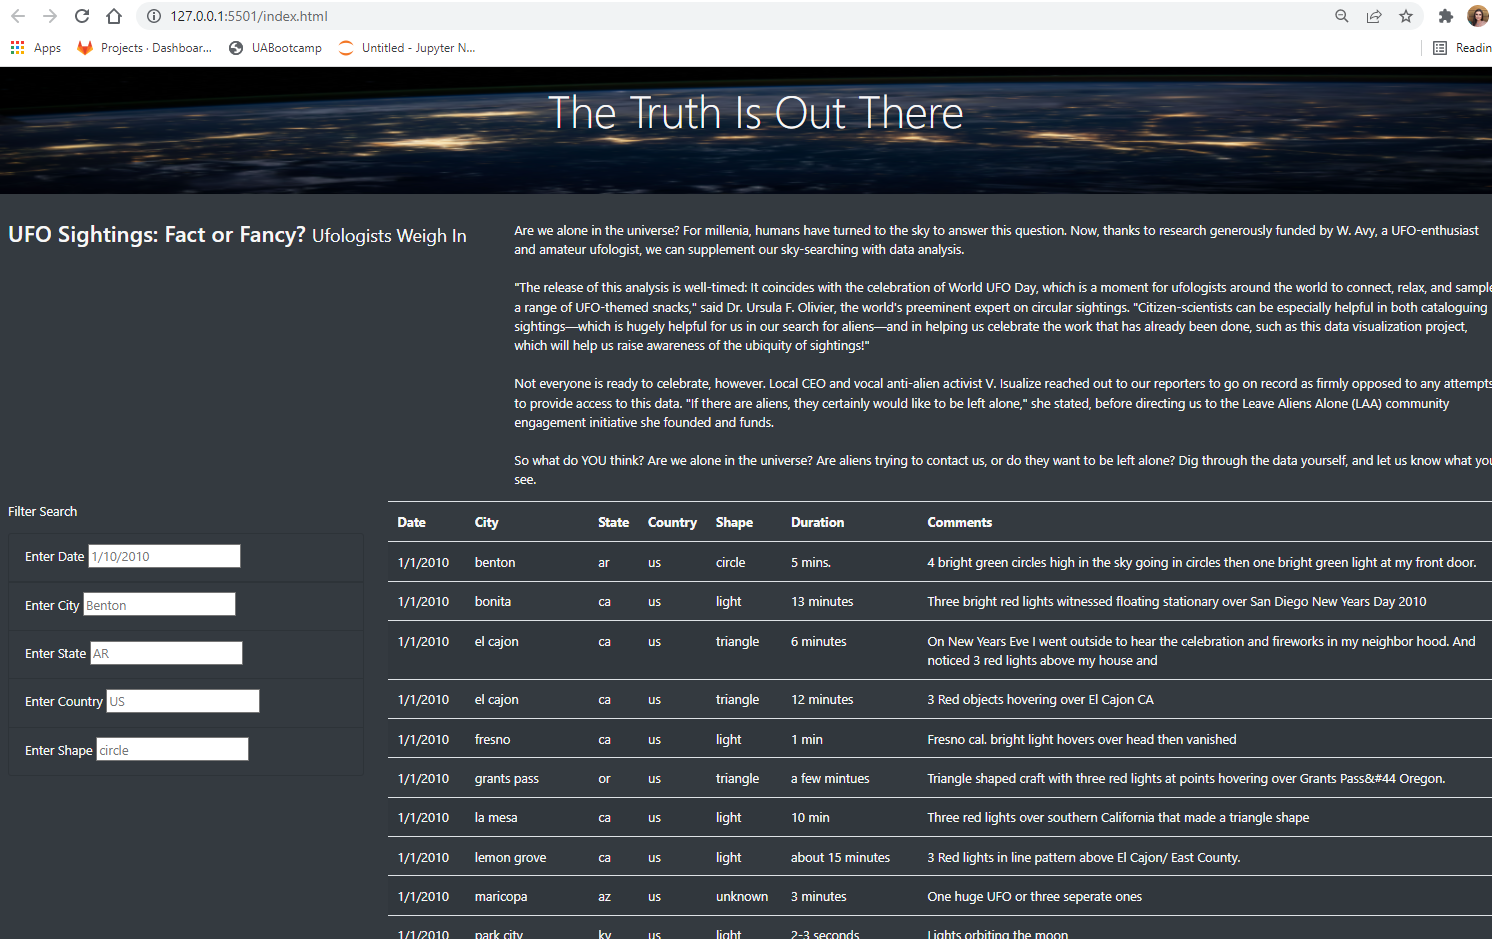 127.0.0.1:5501/index.html
Apps Projects · Dashboar... UABootcamp Untitled - Jupyter N... Readin
The Truth Is Out There
UFO Sightings: Fact or Fancy? Ufologists Weigh In
Are we alone in the universe? For millenia, humans have turned to the sky to answer this question. Now, thanks to research generously funded by W. Avy, a UFO-enthusiast
and amateur ufologist, we can supplement our sky-searching with data analysis.
"The release of this analysis is well-timed: It coincides with the celebration of World UFO Day, which is a moment for ufologists around the world to connect, relax, and sample
a range of UFO-themed snacks," said Dr. Ursula F. Olivier, the world's preeminent expert on circular sightings. "Citizen-scientists can be especially helpful in both cataloguing
sightings—which is hugely helpful for us in our search for aliens—and in helping us celebrate the work that has already been done, such as this data visualization project,
which will help us raise awareness of the ubiquity of sightings!"
Not everyone is ready to celebrate, however. Local CEO and vocal anti-alien activist V. Isualize reached out to our reporters to go on record as firmly opposed to any attempts
to provide access to this data. "If there are aliens, they certainly would like to be left alone," she stated, before directing us to the Leave Aliens Alone (LAA) community
engagement initiative she founded and funds.
So what do YOU think? Are we alone in the universe? Are aliens trying to contact us, or do they want to be left alone? Dig through the data yourself, and let us know what you
see.
Filter Search
Enter Date 1/10/2010
Enter City Benton
Enter State AR
Enter Country US
Enter Shape circle
Date City State Country Shape Duration Comments
1/1/2010 benton ar us circle 5 mins. 4 bright green circles high in the sky going in circles then one bright green light at my front door.
1/1/2010 bonita ca us light 13 minutes Three bright red lights witnessed floating stationary over San Diego New Years Day 2010
1/1/2010 el cajon ca us triangle 6 minutes On New Years Eve I went outside to hear the celebration and fireworks in my neighbor hood. And
noticed 3 red lights above my house and
1/1/2010 el cajon ca us triangle 12 minutes 3 Red objects hovering over El Cajon CA
1/1/2010 fresno ca us light 1 min Fresno cal. bright light hovers over head then vanished
1/1/2010 grants pass or us triangle a few mintues Triangle shaped craft with three red lights at points hovering over Grants Pass&#44 Oregon.
1/1/2010 la mesa ca us light 10 min Three red lights over southern California that made a triangle shape
1/1/2010 lemon grove ca us light about 15 minutes 3 Red lights in line pattern above El Cajon/ East County.
1/1/2010 maricopa az us unknown 3 minutes One huge UFO or three seperate ones
1/1/2010 park city ky us light 2-3 seconds Lights orbiting the moon